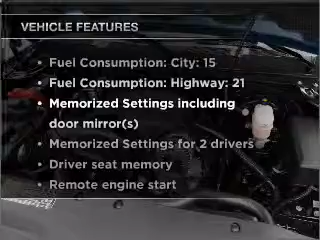 VEHICLE FEATURES
• Fuel Consumption: City: 15
• Fuel Consumption: Highway: 21
• Memorized Settings including
door mirror(s)
• Memorized Settings for 2 drivers
• Driver seat memory
• Remote engine start